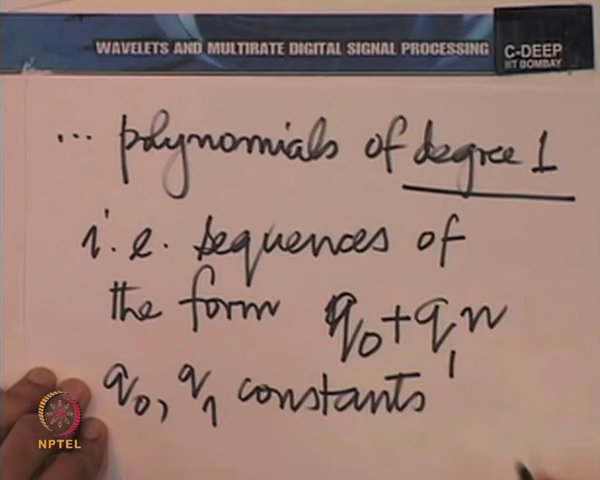 WAVELETS AND MULTIRATE DIGITAL SIGNAL PROCESSING
C-DEEP
IIT BOMBAY
... polynomials of degree 1
i.e. sequences of
the form q₀+q₁n
q₀, q₁ constants
NPTEL